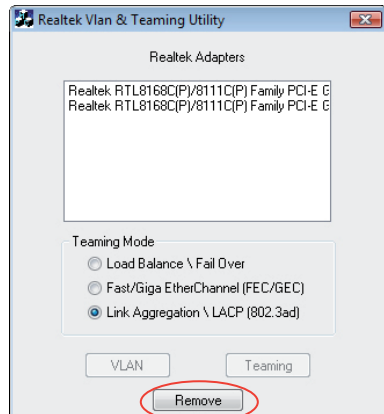 Realtek Vlan & Teaming Utility
Realtek Adapters
Realtek RTL8168C(P)/8111C(P) Family PCI-E G
Realtek RTL8168C(P)/8111C(P) Family PCI-E G
Teaming Mode
Load Balance \ Fail Over
Fast/Giga EtherChannel (FEC/GEC)
Link Aggregation \ LACP (802.3ad)
VLAN Teaming
Remove